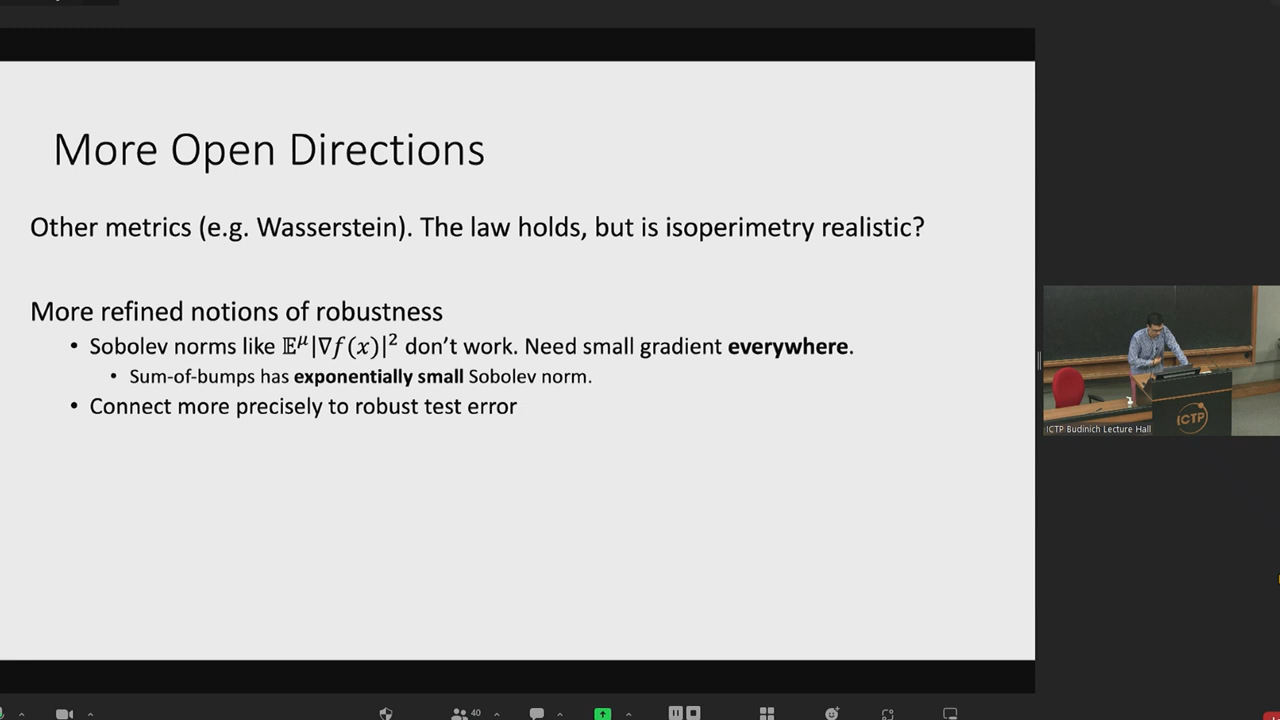 More Open Directions
Other metrics (e.g. Wasserstein). The law holds, but is isoperimetry realistic?
More refined notions of robustness
• Sobolev norms like 𝔼^μ|∇f(x)|² don’t work. Need small gradient everywhere.
• Sum-of-bumps has exponentially small Sobolev norm.
• Connect more precisely to robust test error
ICTP
ICTP Budinich Lecture Hall
40